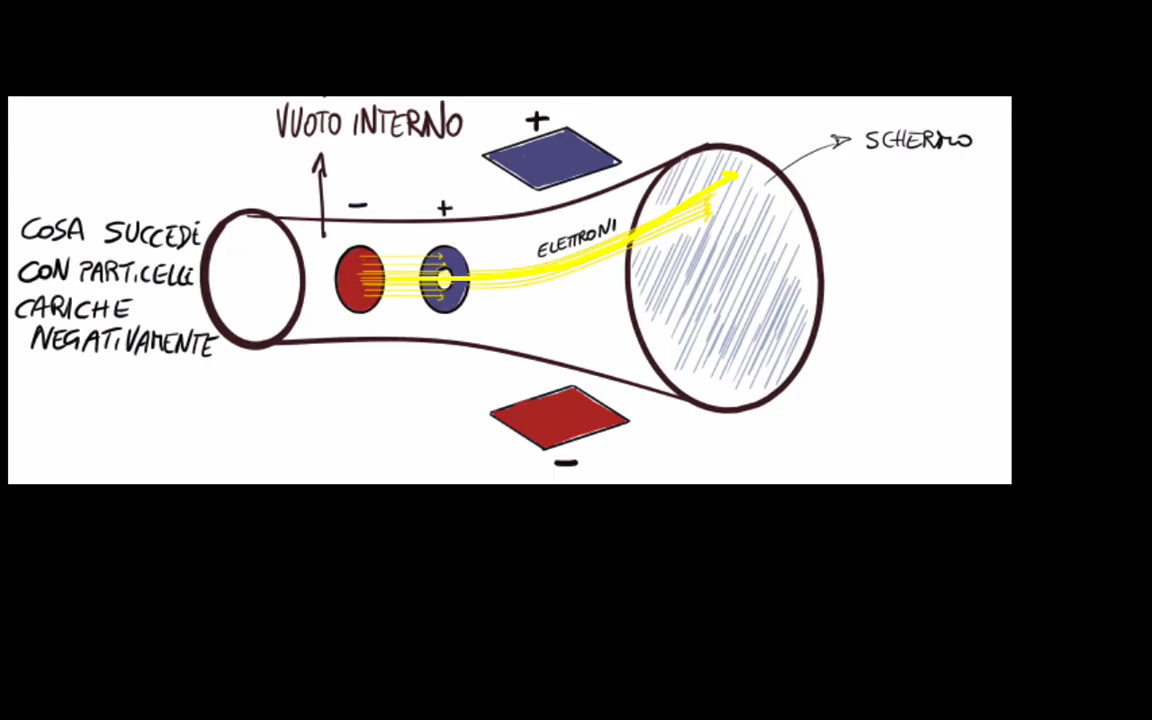 VUOTO INTERNO
+
SCHERMO
- +
COSA SUCCEDE
CON PARTICELLE
CARICHE
NEGATIVAMENTE
ELETTRONI
-